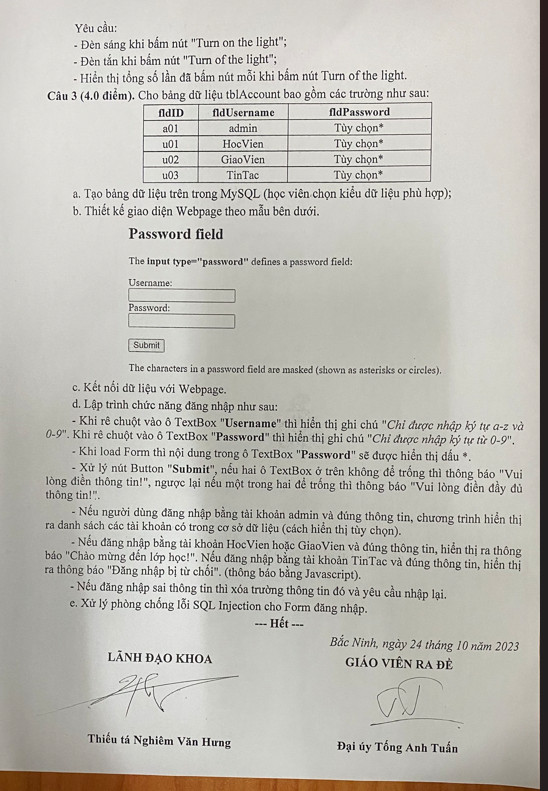 Yêu cầu:
- Đèn sáng khi bấm nút "Turn on the light";
- Đèn tắn khi bấm nút "Turn of the light";
- Hiển thị tổng số lần đã bấm nút mỗi khi bấm nút Turn of the light.
Câu 3 (4.0 điểm). Cho bảng dữ liệu tblAccount bao gồm các trường như sau:
fldID fldUsername fldPassword
a01 admin Tùy chọn*
u01 HocVien Tùy chọn*
u02 GiaoVien Tùy chọn*
u03 TinTac Tùy chọn*
a. Tạo bảng dữ liệu trên trong MySQL (học viên chọn kiểu dữ liệu phù hợp);
b. Thiết kế giao diện Webpage theo mẫu bên dưới.
Password field
The input type="password" defines a password field:
Username:
Password:
Submit
The characters in a password field are masked (shown as asterisks or circles).
c. Kết nối dữ liệu với Webpage.
d. Lập trình chức năng đăng nhập như sau:
- Khi rê chuột vào ô TextBox "Username" thì hiển thị ghi chú "Chỉ được nhập ký tự a-z và
0-9". Khi rê chuột vào ô TextBox "Password" thì hiển thị ghi chú "Chỉ được nhập ký tự từ 0-9".
- Khi load Form thì nội dung trong ô TextBox "Password" sẽ được hiển thị dấu *.
- Xử lý nút Button "Submit", nếu hai ô TextBox ở trên không để trống thì thông báo "Vui
lòng điền thông tin!", ngược lại nếu một trong hai để trống thì thông báo "Vui lòng điền đầy đủ
thông tin!".
- Nếu người dùng đăng nhập bằng tài khoản admin và đúng thông tin, chương trình hiển thị
ra danh sách các tài khoản có trong cơ sở dữ liệu (cách hiển thị tùy chọn).
- Nếu đăng nhập bằng tài khoản HocVien hoặc GiaoVien và đúng thông tin, hiển thị ra thông
báo "Chào mừng đến lớp học!". Nếu đăng nhập bằng tài khoản TinTac và đúng thông tin, hiển thị
ra thông báo "Đăng nhập bị từ chối". (thông báo bằng Javascript).
- Nếu đăng nhập sai thông tin thì xóa trường thông tin đó và yêu cầu nhập lại.
e. Xử lý phòng chống lỗi SQL Injection cho Form đăng nhập.
--- Hết ---
Bắc Ninh, ngày 24 tháng 10 năm 2023
LÃNH ĐẠO KHOA GIÁO VIÊN RA ĐỀ
Thiếu tá Nghiêm Văn Hưng Đại úy Tống Anh Tuấn